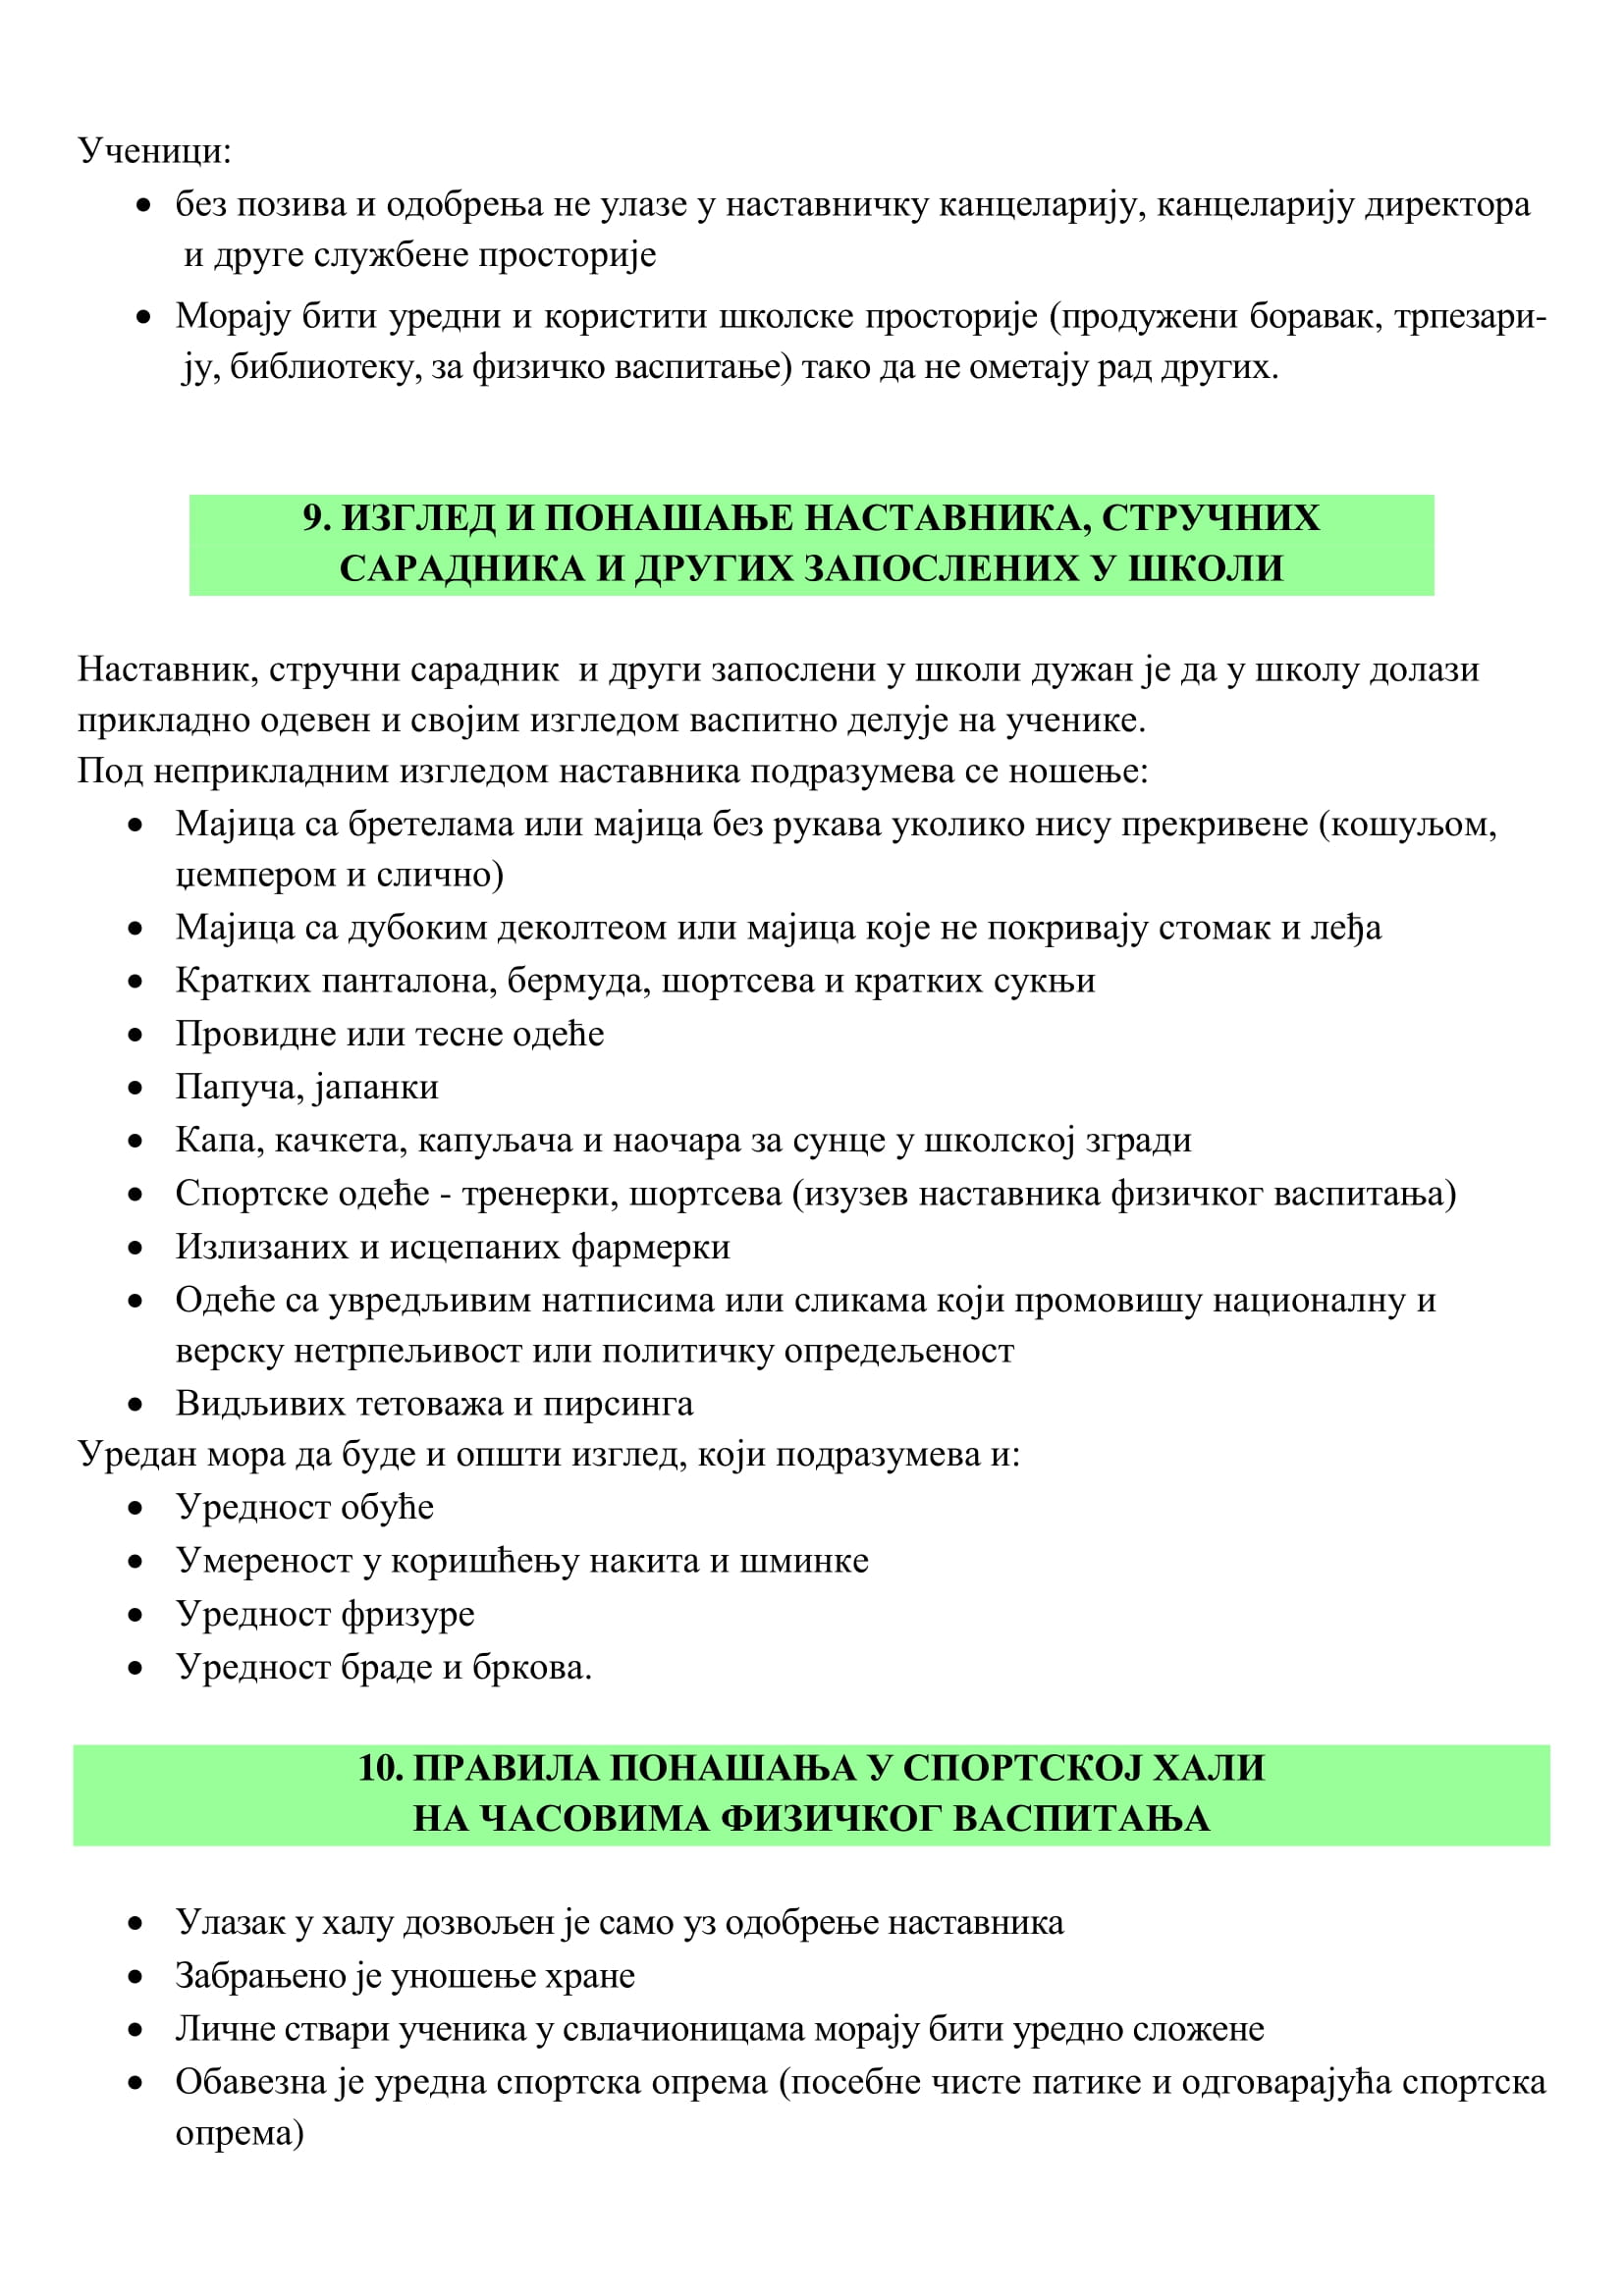 Ученици:
• без позива и одобрења не улазе у наставничку канцеларију, канцеларију директора
и друге службене просторије
• Морају бити уредни и користити школске просторије (продужени боравак, трпезари-
ју, библиотеку, за физичко васпитање) тако да не ометају рад других.
9. ИЗГЛЕД И ПОНАШАЊЕ НАСТАВНИКА, СТРУЧНИХ
САРАДНИКА И ДРУГИХ ЗАПОСЛЕНИХ У ШКОЛИ
Наставник, стручни сарадник  и други запослени у школи дужан је да у школу долази
прикладно одевен и својим изгледом васпитно делује на ученике.
Под неприкладним изгледом наставника подразумева се ношење:
• Мајица са бретелама или мајица без рукава уколико нису прекривене (кошуљом,
џемпером и слично)
• Мајица са дубоким деколтеом или мајица које не покривају стомак и леђа
• Кратких панталона, бермуда, шортсева и кратких сукњи
• Провидне или тесне одеће
• Папуча, јапанки
• Капа, качкета, капуљача и наочара за сунце у школској згради
• Спортске одеће - тренерки, шортсева (изузев наставника физичког васпитања)
• Излизаних и исцепаних фармерки
• Одеће са увредљивим натписима или сликама који промовишу националну и
верску нетрпељивост или политичку опредељеност
• Видљивих тетоважа и пирсинга
Уредан мора да буде и општи изглед, који подразумева и:
• Уредност обуће
• Умереност у коришћењу накита и шминке
• Уредност фризуре
• Уредност браде и бркова.
10. ПРАВИЛА ПОНАШАЊА У СПОРТСКОЈ ХАЛИ
НА ЧАСОВИМА ФИЗИЧКОГ ВАСПИТАЊА
• Улазак у халу дозвољен је само уз одобрење наставника
• Забрањено је уношење хране
• Личне ствари ученика у свлачионицама морају бити уредно сложене
• Обавезна је уредна спортска опрема (посебне чисте патике и одговарајућа спортска
опрема)